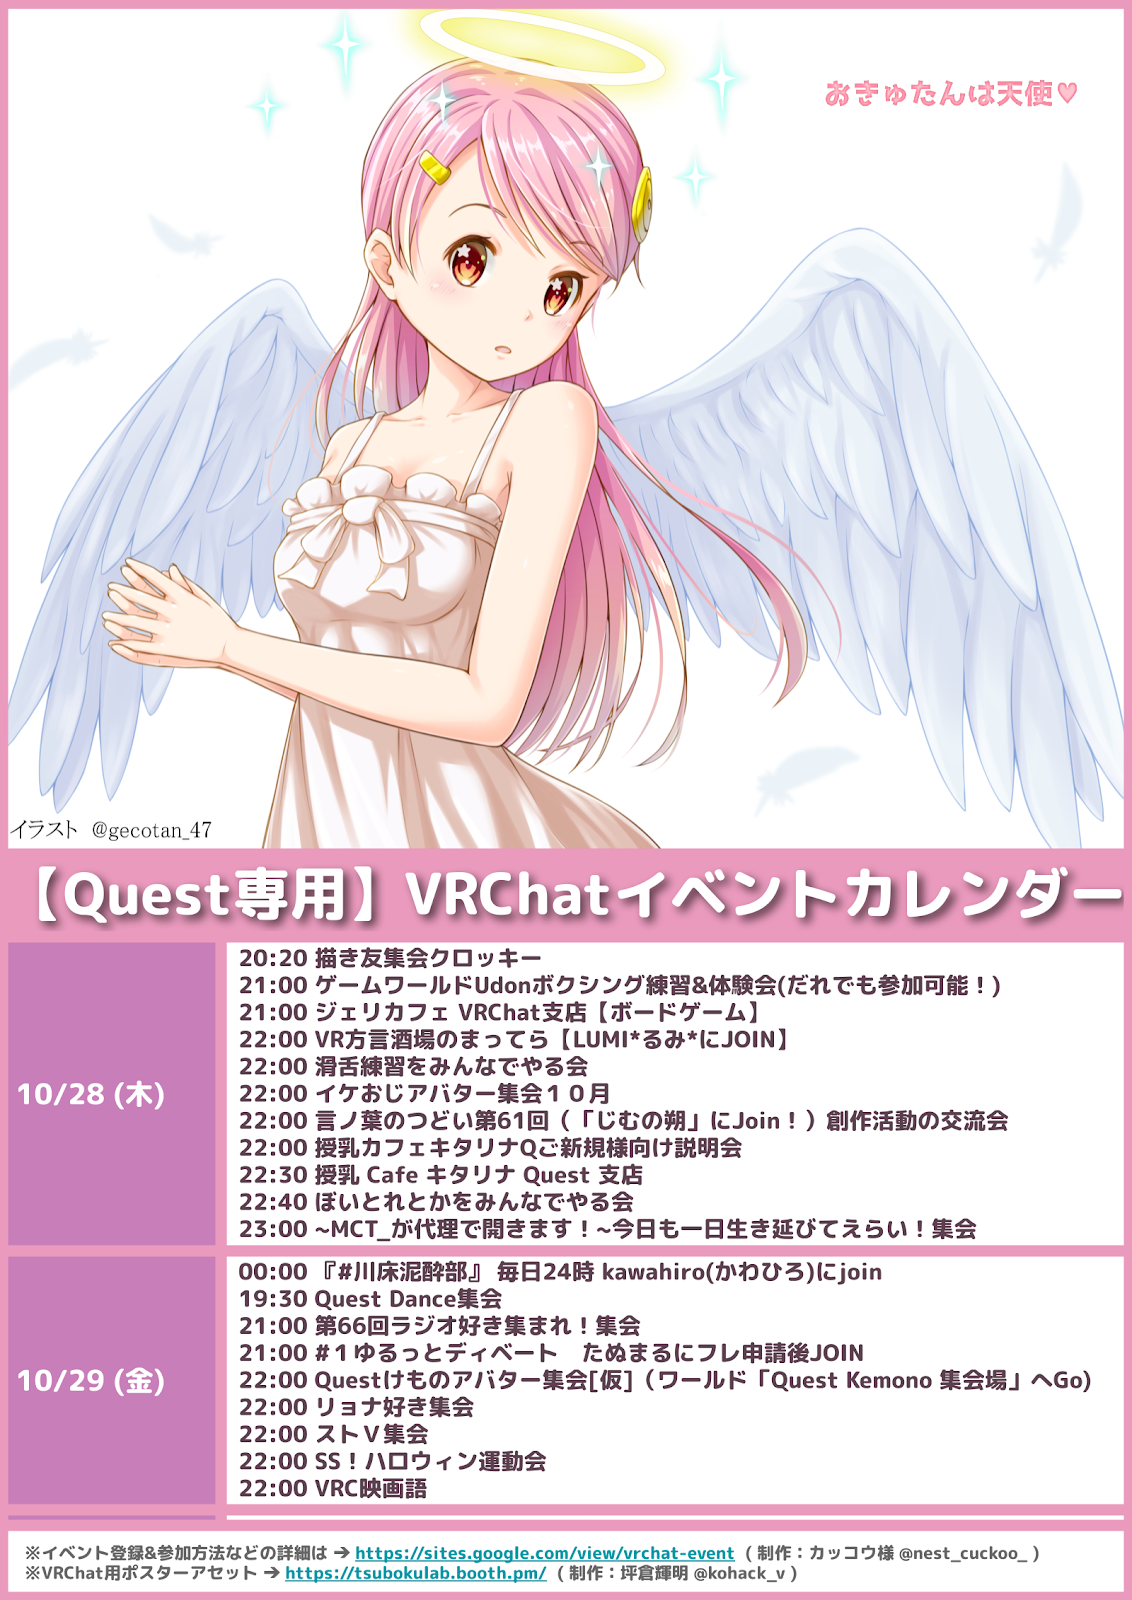 おきゅたんは天使♥
イラスト @gecotan_47
【Quest専用】VRChatイベントカレンダー
10/28 (木)
20:20 描き友集会クロッキー
21:00 ゲームワールドUdonボクシング練習&体験会(だれでも参加可能！)
21:00 ジェリカフェ VRChat支店【ボードゲーム】
22:00 VR方言酒場のまってら【LUMI*るみ*にJOIN】
22:00 滑舌練習をみんなでやる会
22:00 イケおじアバター集会１０月
22:00 言ノ葉のつどい第61回（「じむの朔」にJoin！）創作活動の交流会
22:00 授乳カフェキタリナQご新規様向け説明会
22:30 授乳 Cafe キタリナ Quest 支店
22:40 ぼいとれとかをみんなでやる会
23:00 ~MCT_が代理で開きます！~今日も一日生き延びてえらい！集会
10/29 (金)
00:00 『#川床泥酔部』 毎日24時 kawahiro(かわひろ)にjoin
19:30 Quest Dance集会
21:00 第66回ラジオ好き集まれ！集会
21:00 #１ゆるっとディベート　たぬまるにフレ申請後JOIN
22:00 Questけものアバター集会[仮]（ワールド「Quest Kemono 集会場」へGo)
22:00 リョナ好き集会
22:00 ストＶ集会
22:00 SS！ハロウィン運動会
22:00 VRC映画語
※イベント登録&参加方法などの詳細は → https://sites.google.com/view/vrchat-event ( 制作：カッコウ様 @nest_cuckoo_ )
※VRChat用ポスターアセット → https://tsubokulab.booth.pm/ ( 制作：坪倉輝明 @kohack_v )